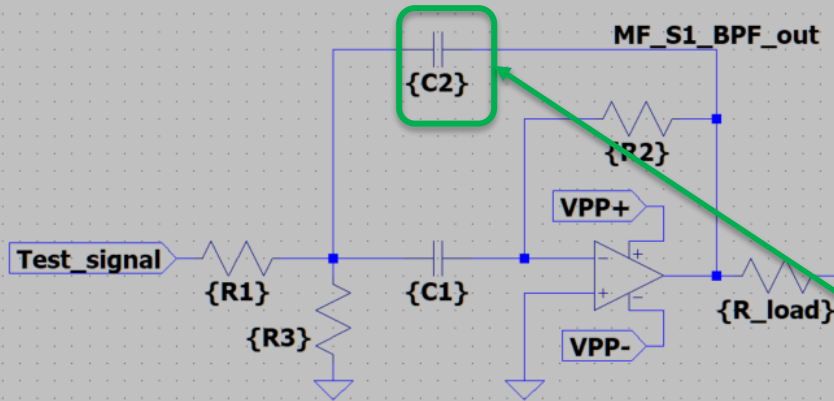 MF_S1_BPF_out
{C2}
{R2}
VPP+
Test_signal
{R1}
{C1}
{R_load}
{R3}
VPP-